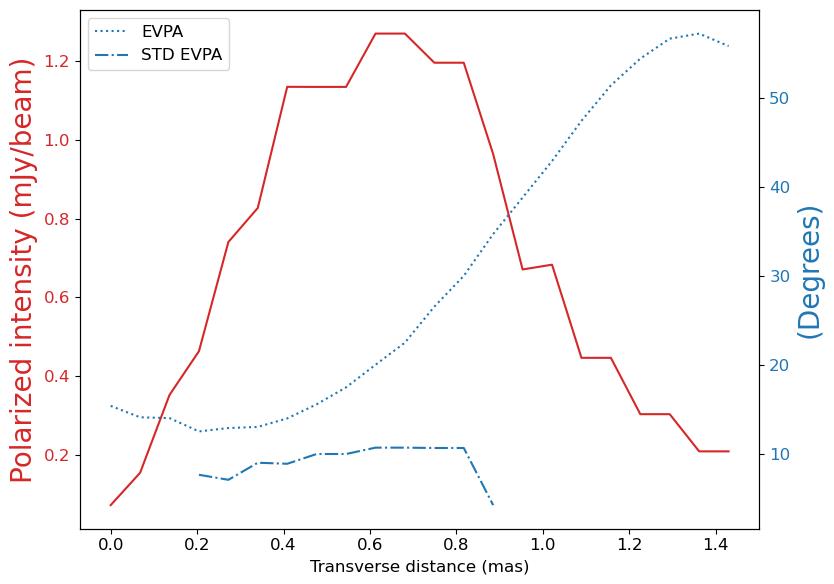 EVPA
STD EVPA
Polarized intensity (mJy/beam)
1.2
1.0
0.8
0.6
0.4
0.2
50
40
30
20
10
(Degrees)
0.0 0.2 0.4 0.6 0.8 1.0 1.2 1.4
Transverse distance (mas)